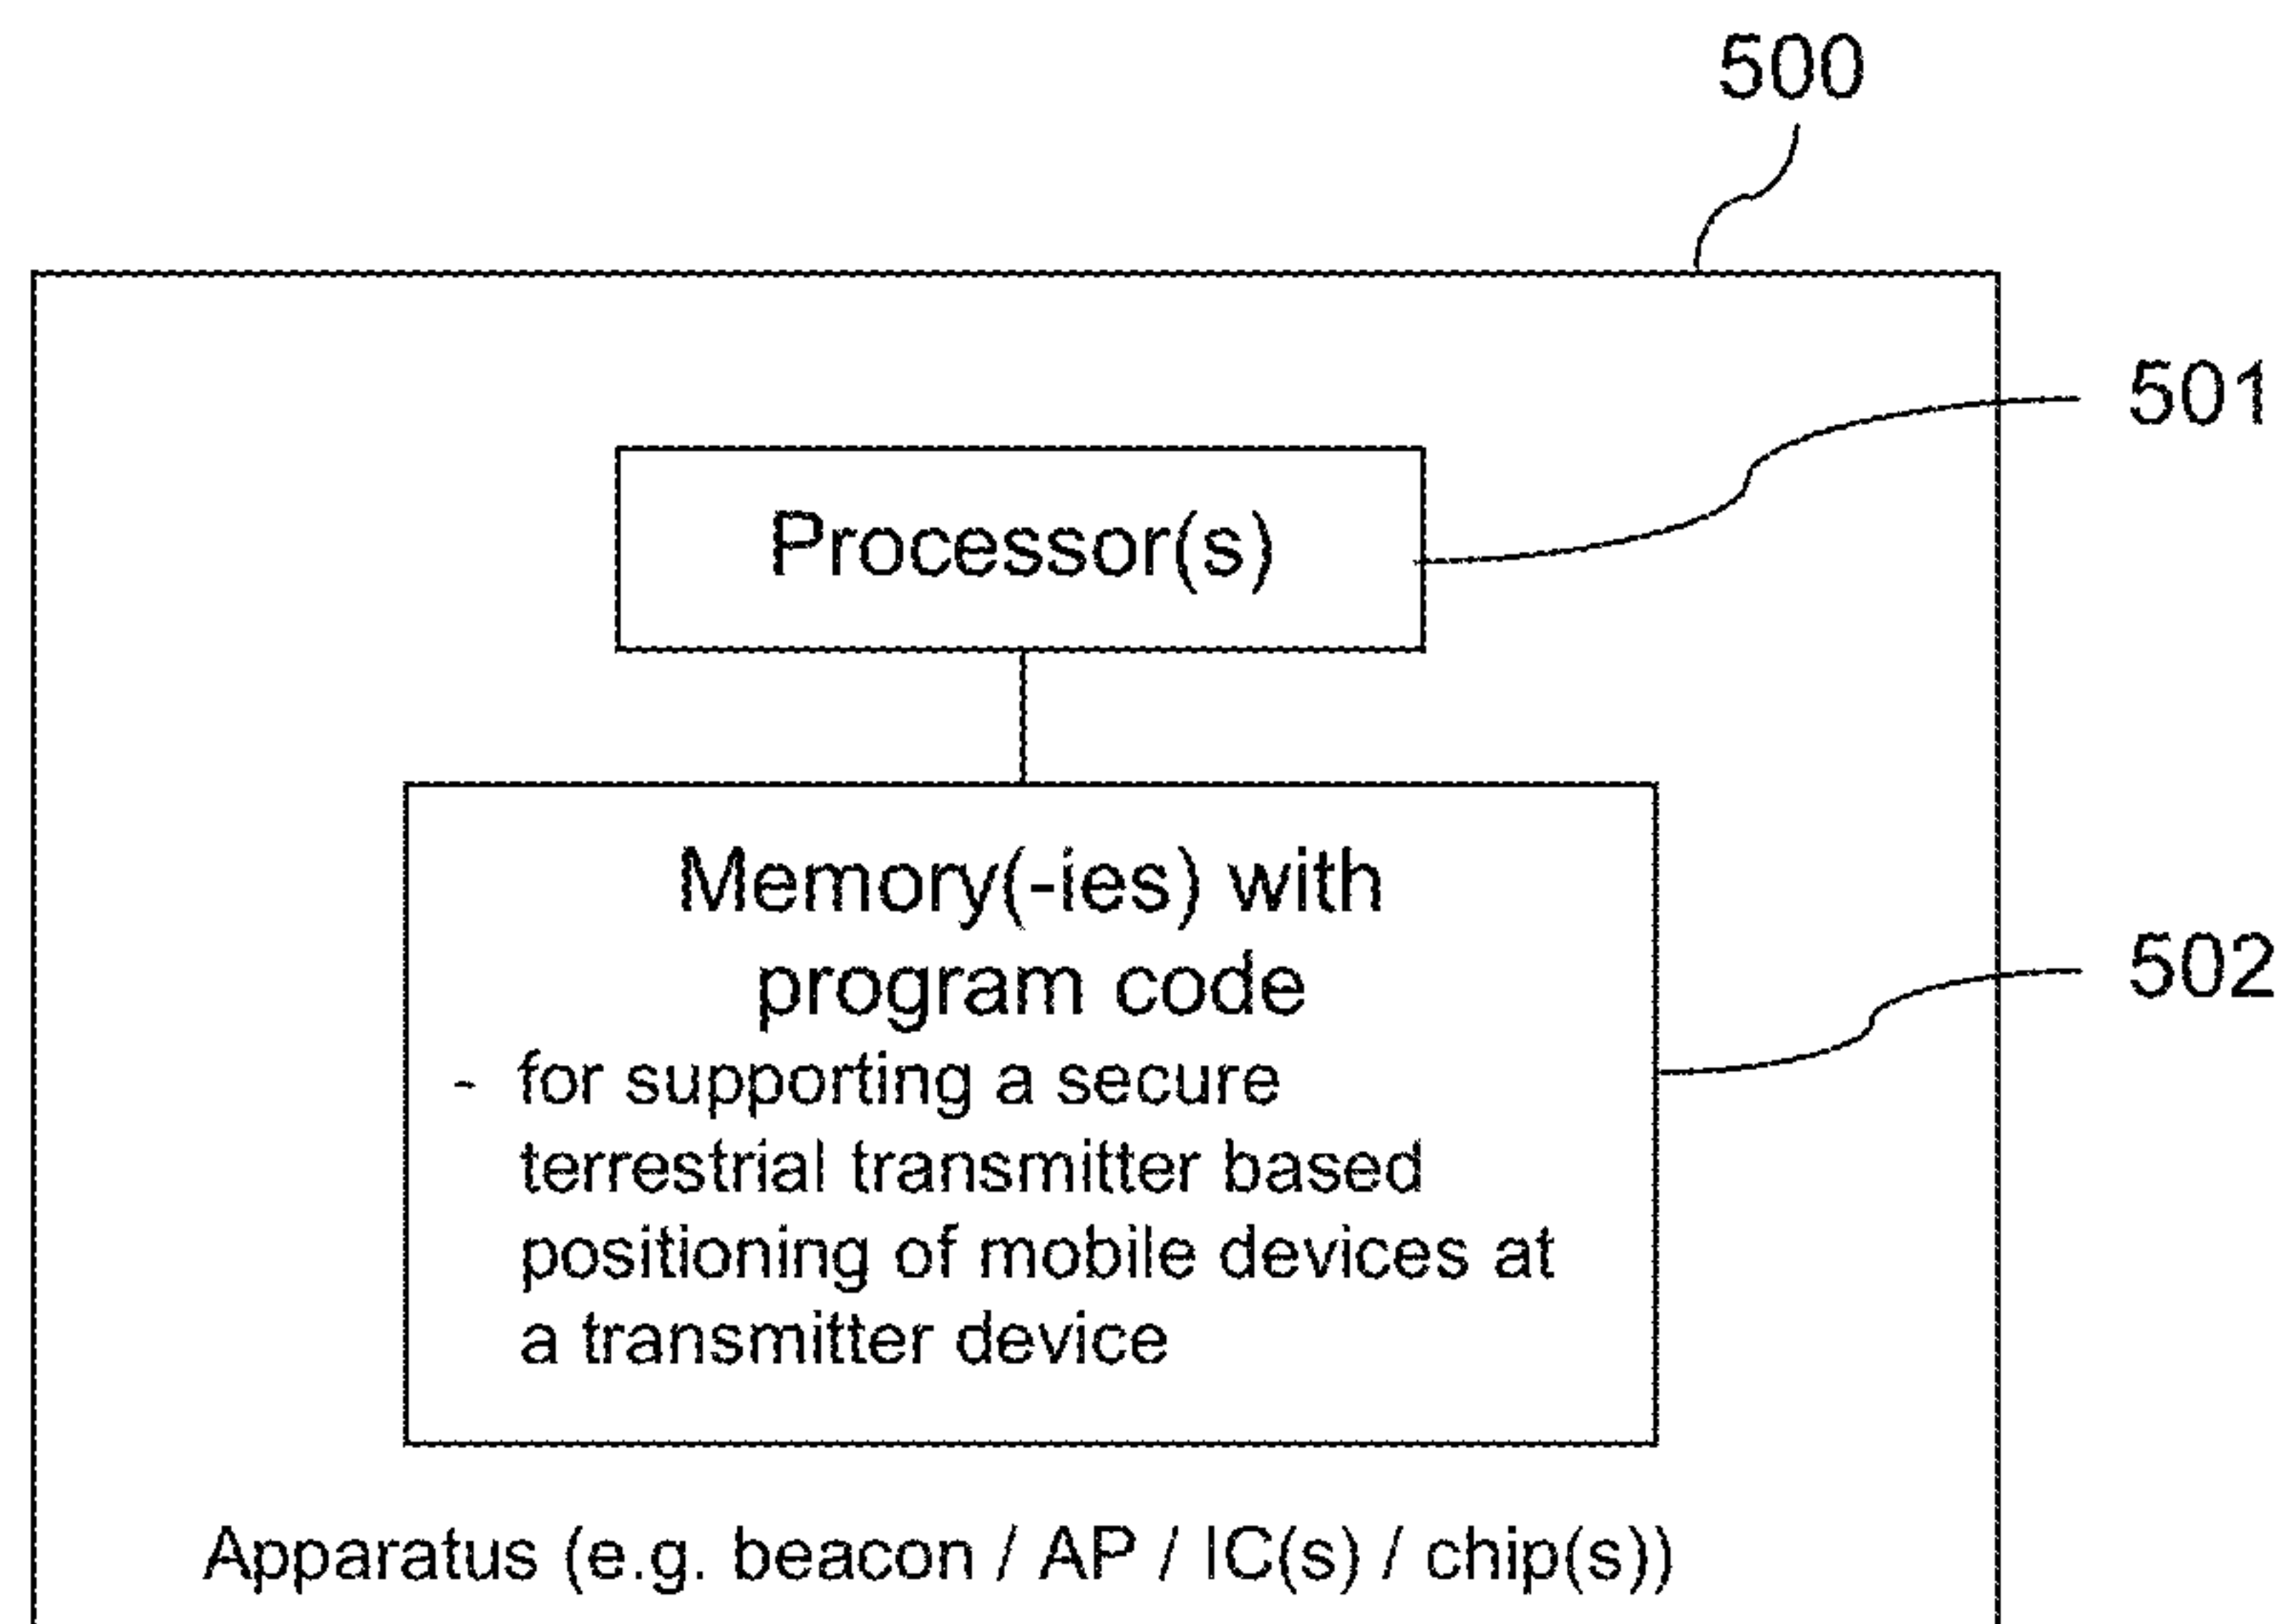 500
501
Processor(s)
Memory(-ies) with
program code
502
- for supporting a secure
terrestrial transmitter based
positioning of mobile devices at
a transmitter device
Apparatus (e.g. beacon / AP / IC(s) / chip(s))